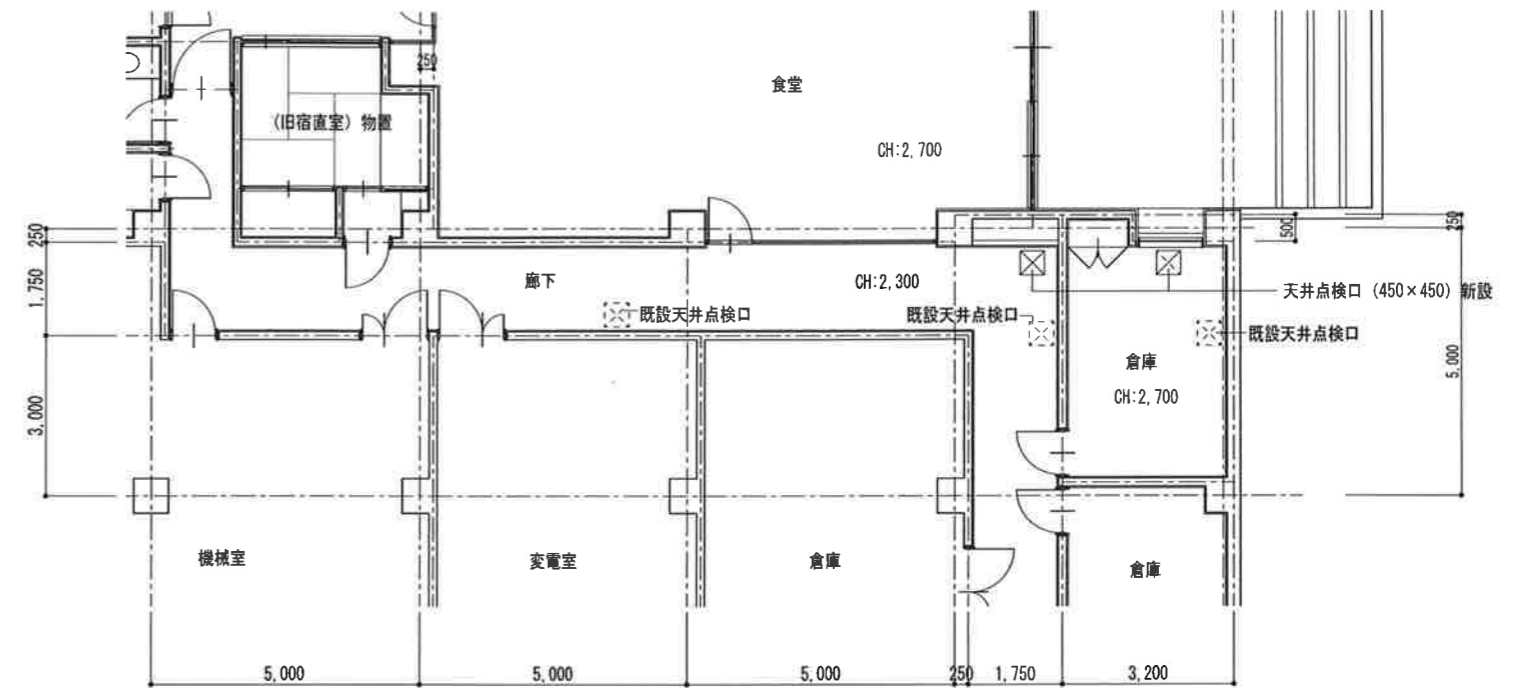 250
食堂
(旧宿直室) 物置
CH:2,700
250
1,750
3,000
500
250
5,000
廊下
CH:2,300
天井点検口 (450×450) 新設
既設天井点検口
既設天井点検口
既設天井点検口
倉庫
CH:2,700
機械室
変電室
倉庫
倉庫
5,000
5,000
5,000
250
1,750
3,200